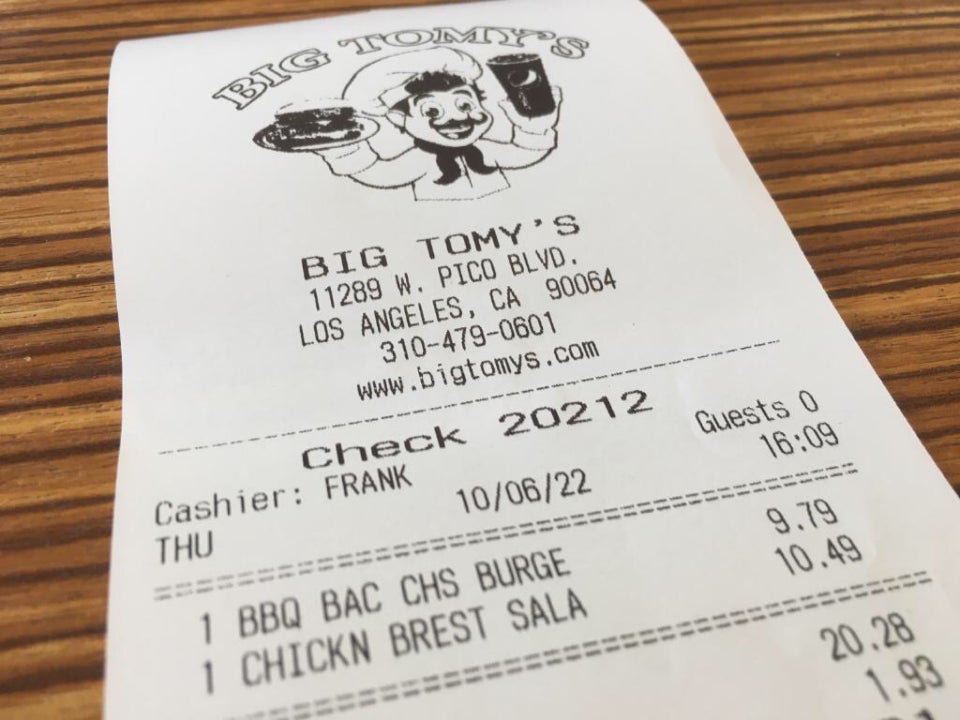 BIG TOMY'S
BIG TOMY'S
11289 W. PICO BLVD.
LOS ANGELES, CA 90064
310-479-0601
www.bigtomys.com
Check 20212
Cashier: FRANK Guests 0
THU 10/06/22 16:09
1 BBQ BAC CHS BURGE 9.79
1 CHICKN BREST SALA 10.49
20.28
1.93